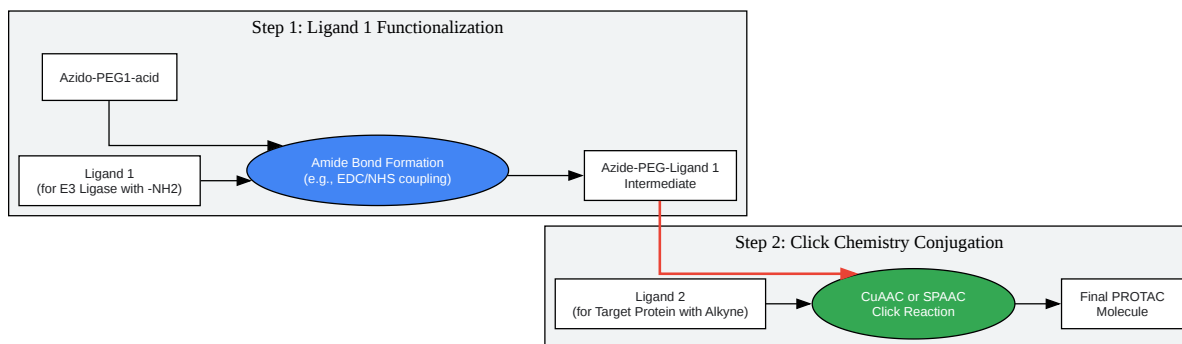 Step 1: Ligand 1 Functionalization
Azido-PEG1-acid
Ligand 1
(for E3 Ligase with -NH2)
Amide Bond Formation
(e.g., EDC/NHS coupling)
Azide-PEG-Ligand 1
Intermediate
Step 2: Click Chemistry Conjugation
Ligand 2
(for Target Protein with Alkyne)
CuAAC or SPAAC
Click Reaction
Final PROTAC
Molecule